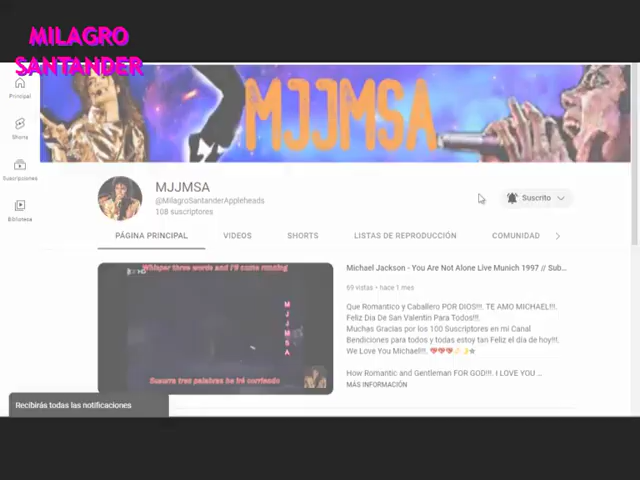 MILAGRO
SANTANDER
MJJMSA
Principal
Shorts
Suscripciones
Biblioteca
MJJMSA
@MilagroSantanderAppleheads
108 suscriptores
Suscrito
PÁGINA PRINCIPAL
VIDEOS
SHORTS
LISTAS DE REPRODUCCIÓN
COMUNIDAD
Whisper three words and I'll come running
M
J
J
M
S
A
Susurra tres palabras he iré corriendo
Michael Jackson - You Are Not Alone Live Munich 1997 // Sub...
69 vistas • hace 1 mes
Que Romantico y Caballero POR DIOS!!!. TE AMO MICHAEL!!!.
Feliz Dia De San Valentin Para Todos!!!.
Muchas Gracias por los 100 Suscriptores en mi Canal
Bendiciones para todos y todas estoy tan Feliz el día de hoy!!!.
We Love You Michael!!!.
How Romantic and Gentleman FOR GOD!!!. I LOVE YOU ...
MÁS INFORMACIÓN
Recibirás todas las notificaciones